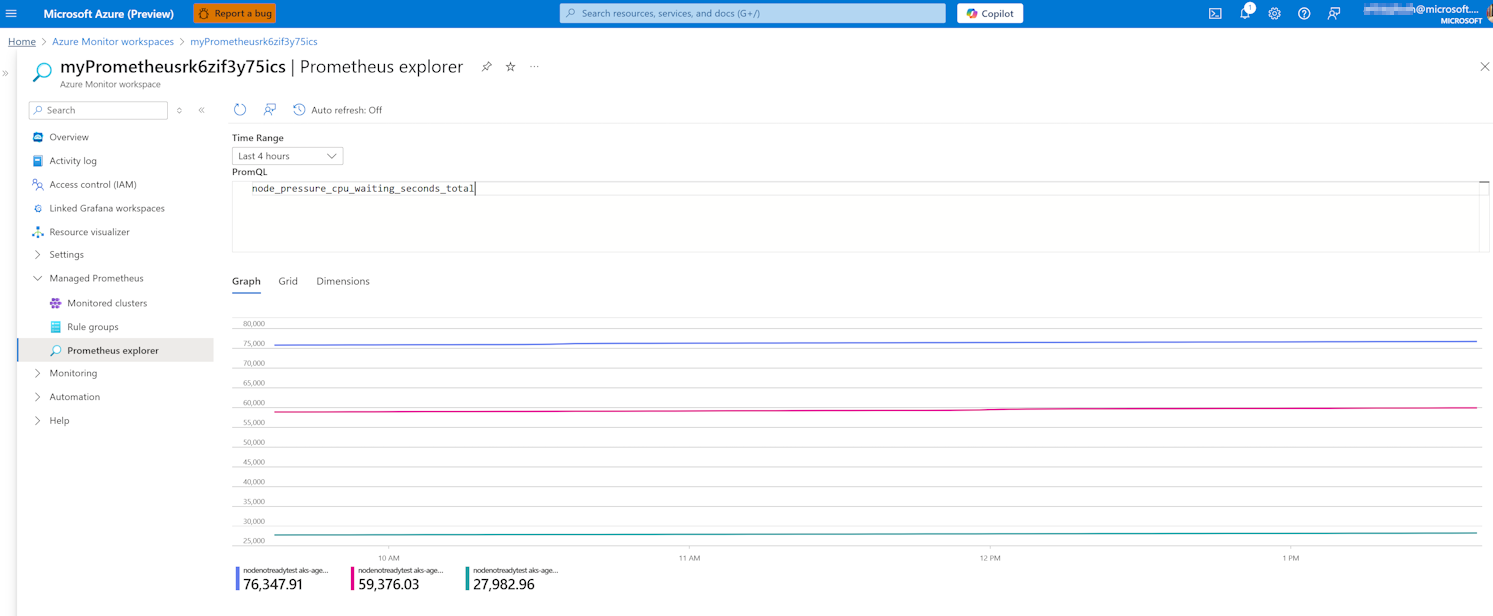 Microsoft Azure (Preview)
Report a bug
Search resources, services, and docs (G+/)
Copilot
1
@microsoft....
MICROSOFT
Home > Azure Monitor workspaces > myPrometheusrk6zif3y75ics
myPrometheusrk6zif3y75ics | Prometheus explorer
Azure Monitor workspace
Search
Overview
Activity log
Access control (IAM)
Linked Grafana workspaces
Resource visualizer
Settings
Managed Prometheus
Monitored clusters
Rule groups
Prometheus explorer
Monitoring
Automation
Help
Auto refresh: Off
Time Range
Last 4 hours
PromQL
node_pressure_cpu_waiting_seconds_total
Graph Grid Dimensions
80,000
75,000
70,000
65,000
60,000
55,000
50,000
45,000
40,000
35,000
30,000
25,000
10 AM 11 AM 12 PM 1 PM
nodenotreadytest aks-age...
76,347.91
nodenotreadytest aks-age...
59,376.03
nodenotreadytest aks-age...
27,982.96